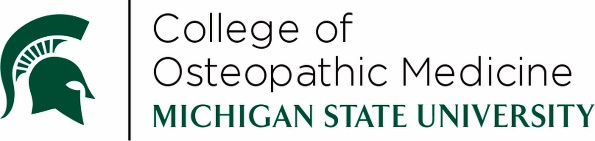 College of
Osteopathic Medicine
MICHIGAN STATE UNIVERSITY